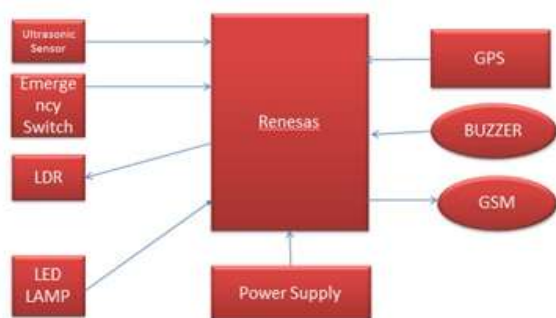 Ultrasonic
Sensor
Emerge
ncy
Switch
LDR
LED
LAMP
Renesas
Power Supply
GPS
BUZZER
GSM